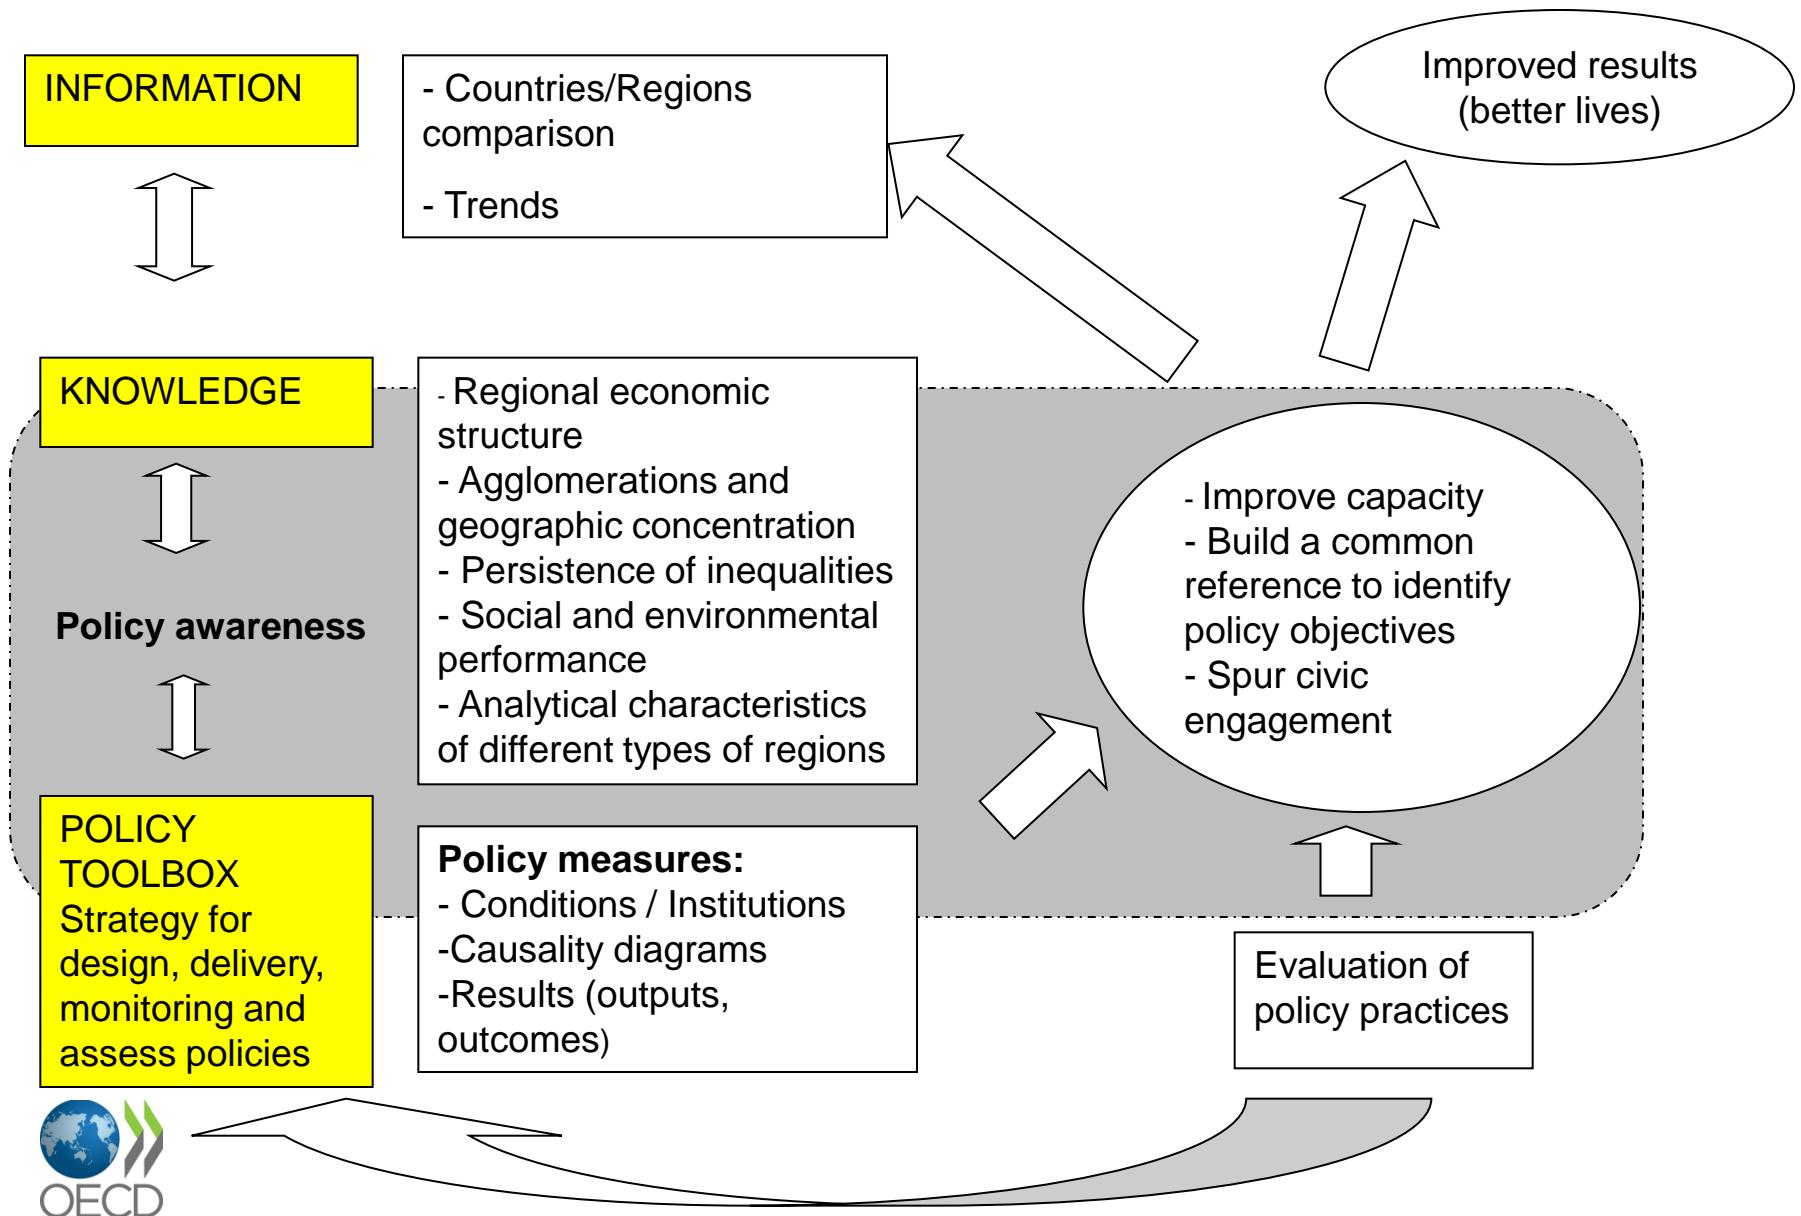 INFORMATION
- Countries/Regions
comparison
- Trends
Improved results
(better lives)
KNOWLEDGE
- Regional economic
structure
- Agglomerations and
geographic concentration
- Persistence of inequalities
- Social and environmental
performance
- Analytical characteristics
of different types of regions
Policy awareness
- Improve capacity
- Build a common
reference to identify
policy objectives
- Spur civic
engagement
POLICY
TOOLBOX
Strategy for
design, delivery,
monitoring and
assess policies
Policy measures:
- Conditions / Institutions
-Causality diagrams
-Results (outputs,
outcomes)
Evaluation of
policy practices
OECD